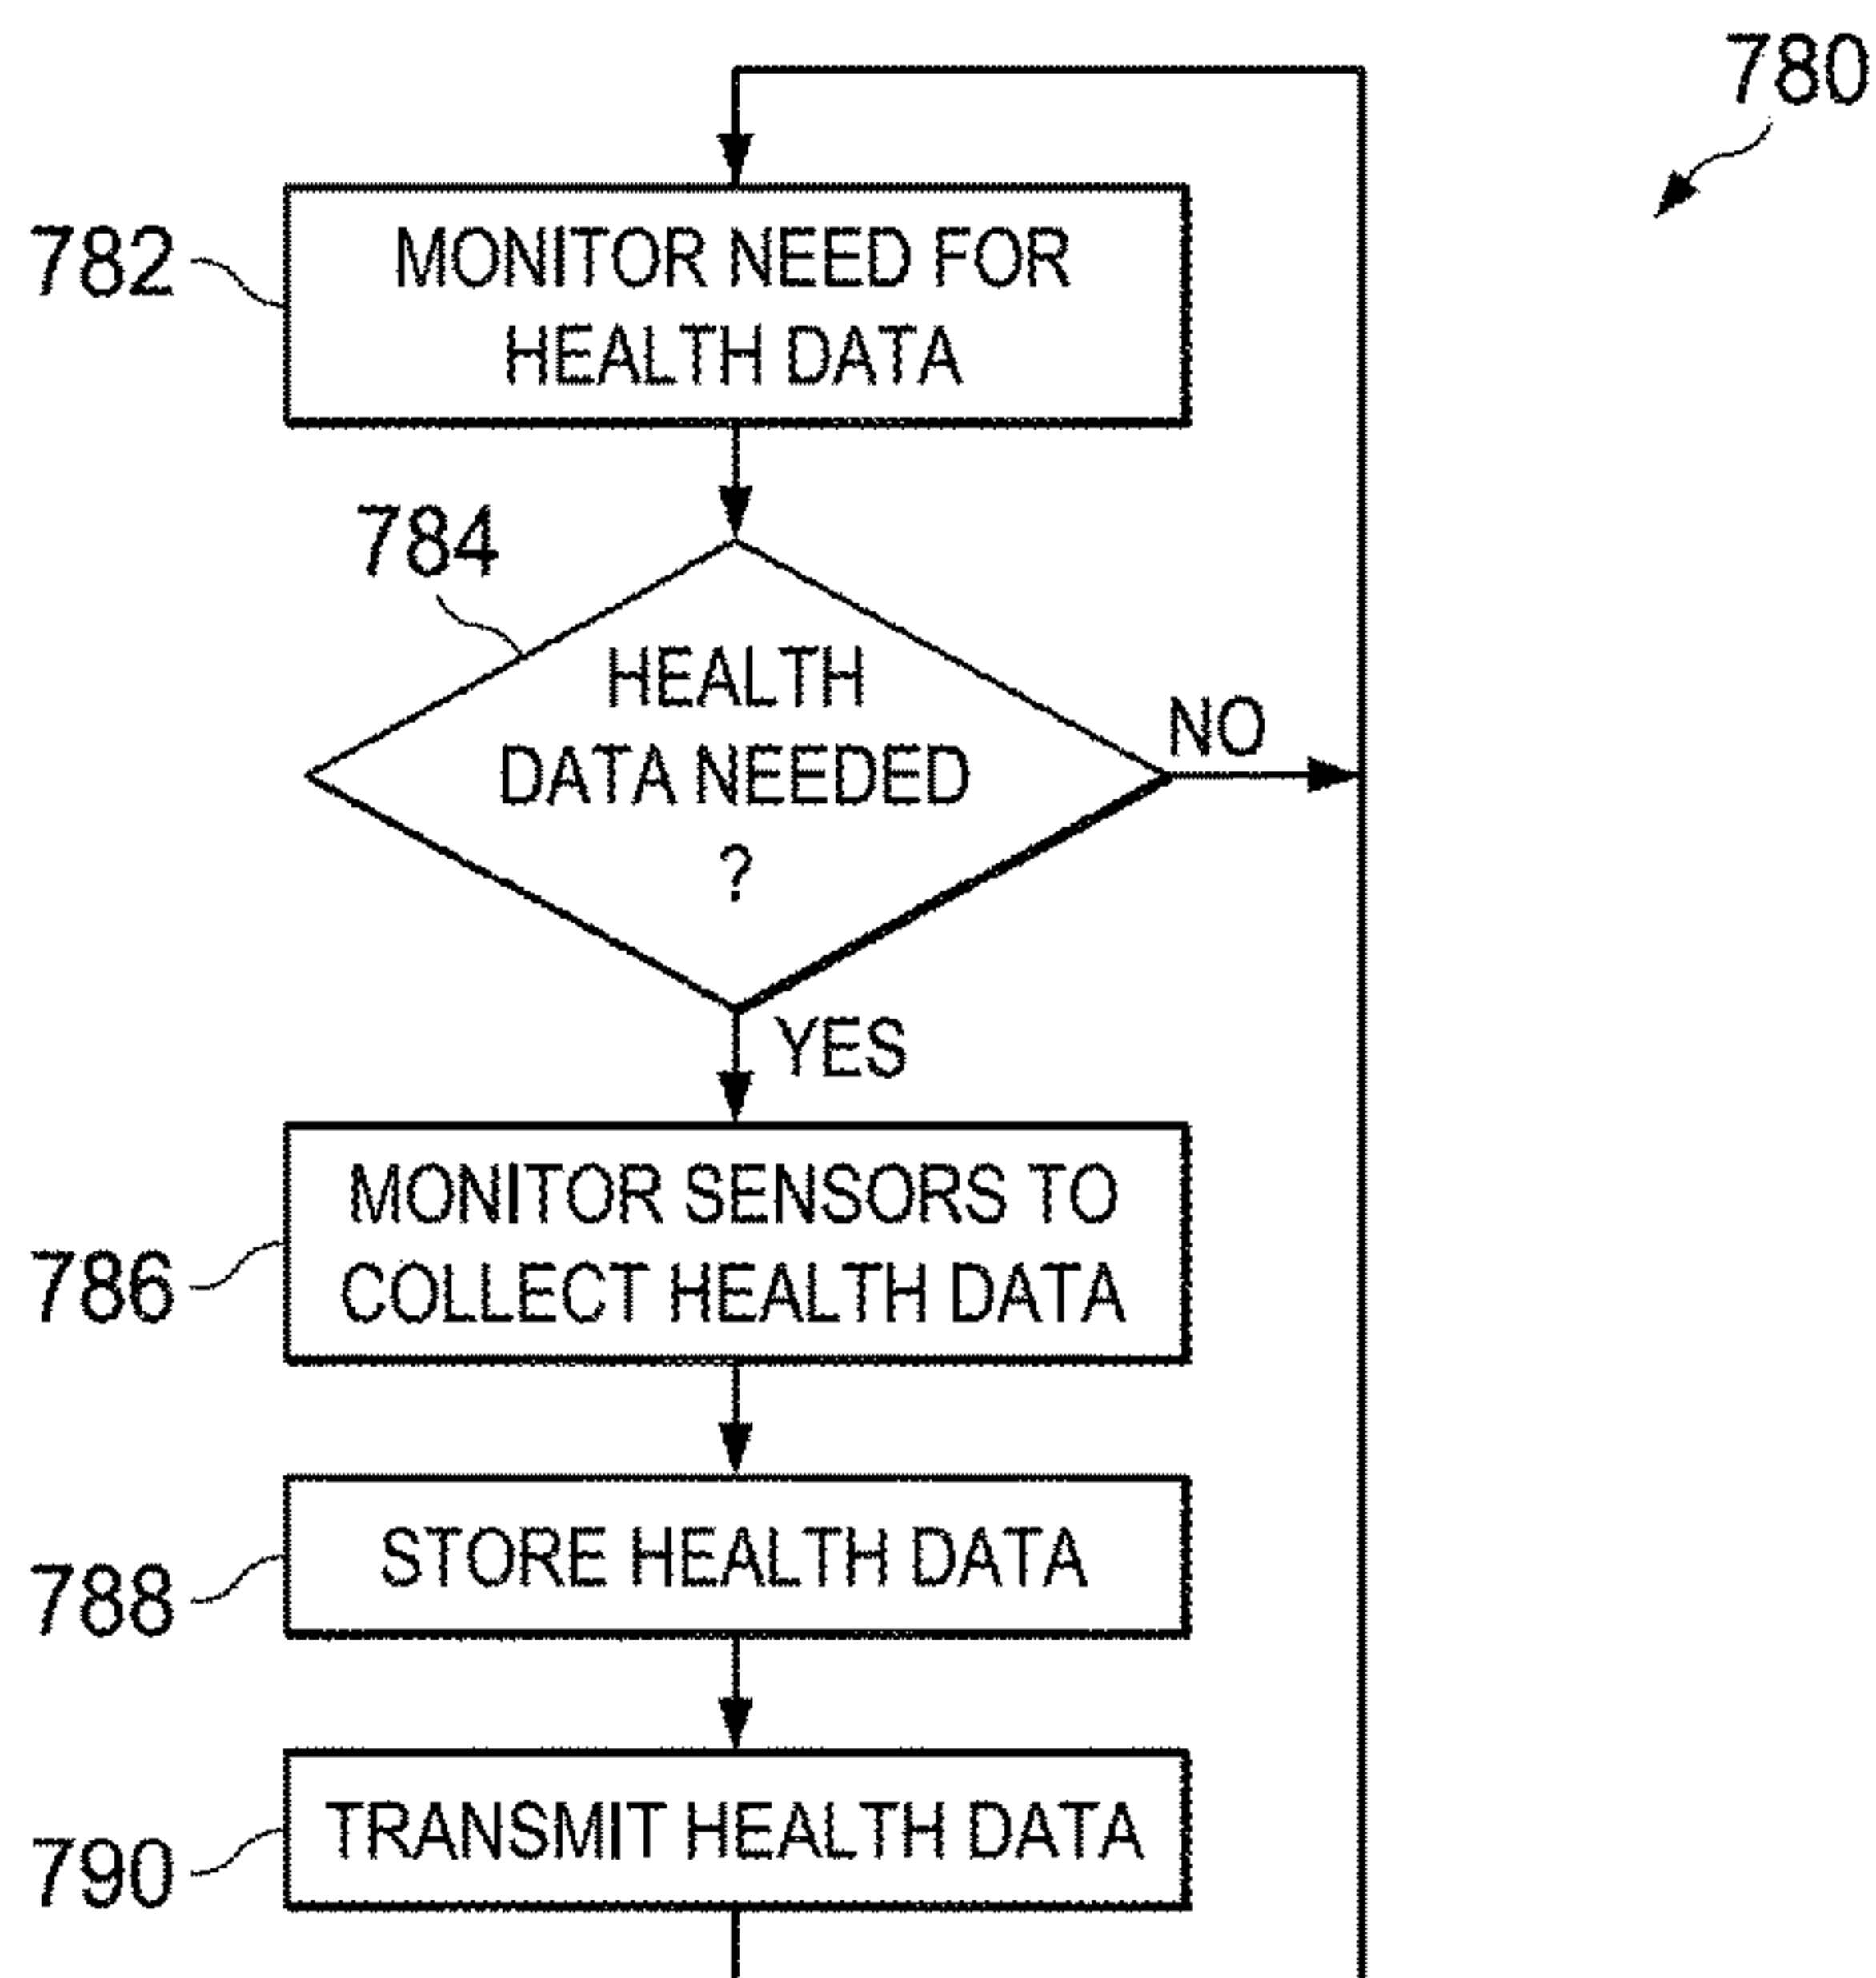 780
782
MONITOR NEED FOR
HEALTH DATA
784
HEALTH
DATA NEEDED
?
NO
YES
786
MONITOR SENSORS TO
COLLECT HEALTH DATA
788
STORE HEALTH DATA
790
TRANSMIT HEALTH DATA